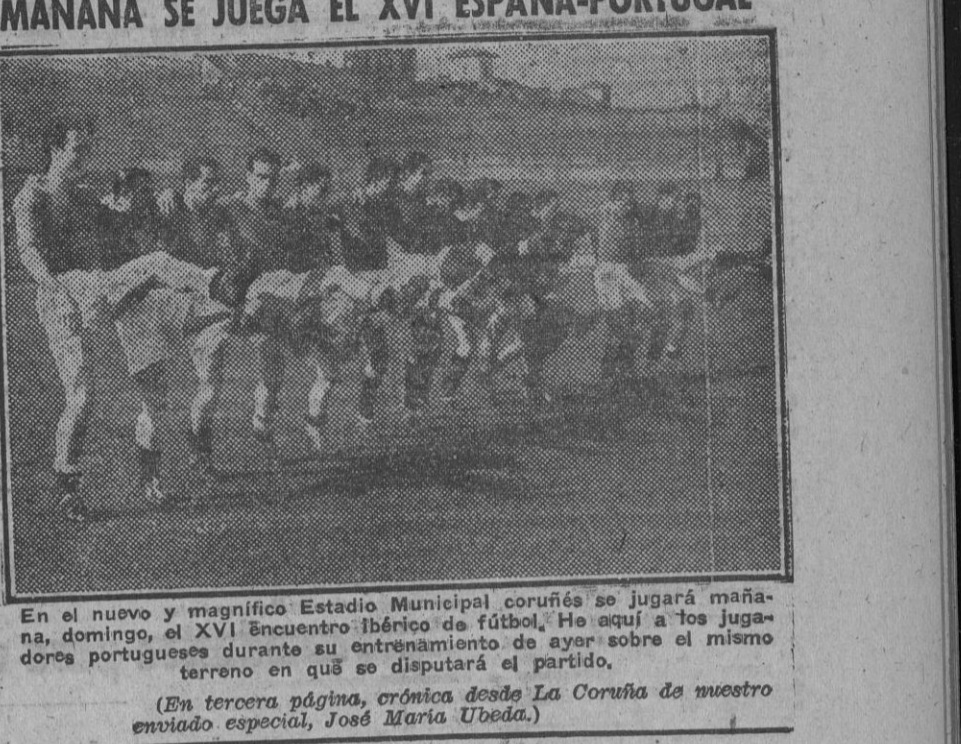 MAÑANA SE JUEGA EL XVI ESPAÑA-PORTUGAL
En el nuevo y magnífico Estadio Municipal coruñés se jugará maña-
na, domingo, el XVI encuentro ibérico de fútbol. He aquí a los juga-
dores portugueses durante su entrenamiento de ayer sobre el mismo
terreno en que se disputará el partido.
(En tercera página, crónica desde La Coruña de nuestro
enviado especial, José María Ubeda.)